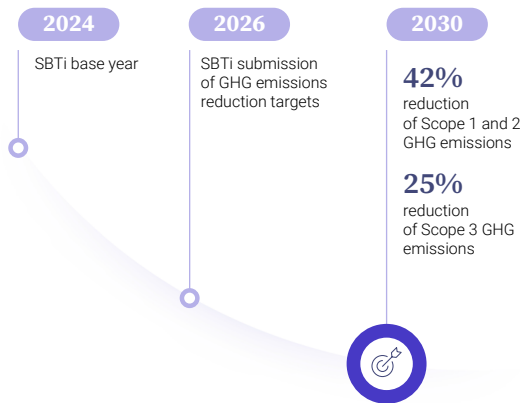 2024
SBTi base year
2026
SBTi submission
of GHG emissions
reduction targets
2030
42%
reduction
of Scope 1 and 2
GHG emissions
25%
reduction
of Scope 3 GHG
emissions